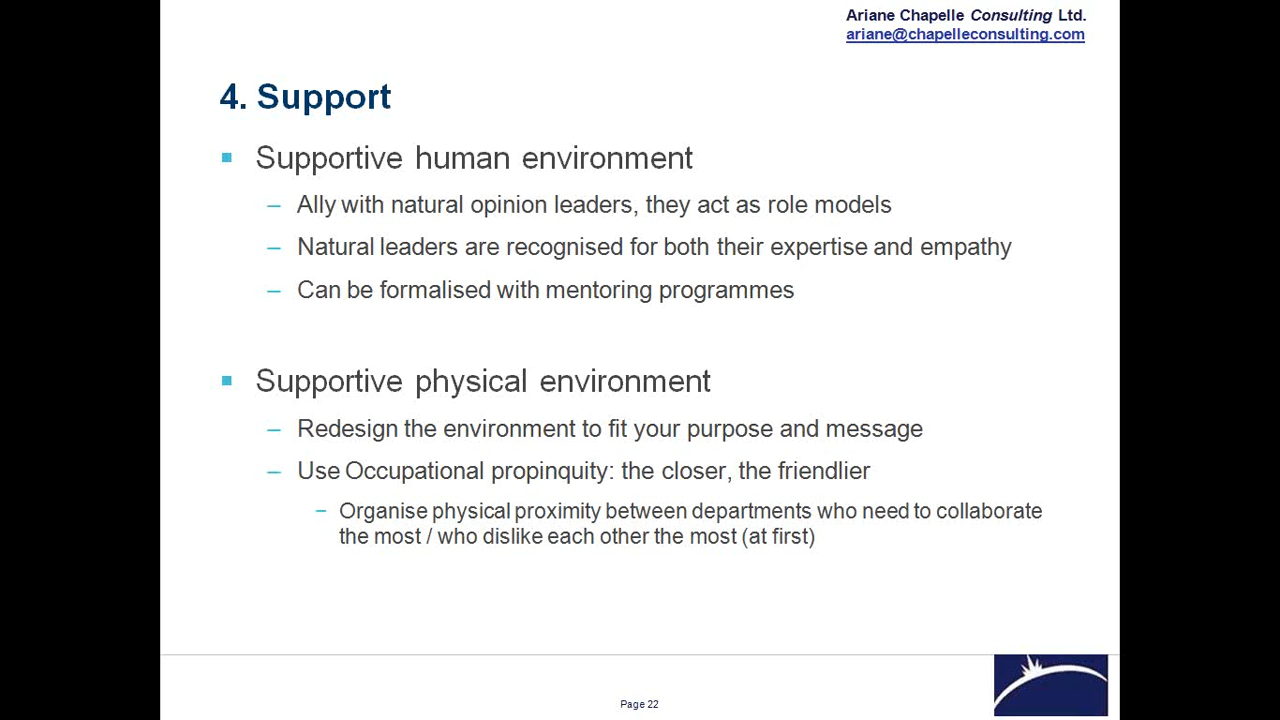 Ariane Chapelle Consulting Ltd.
ariane@chapelleconsulting.com
4. Support
Supportive human environment
– Ally with natural opinion leaders, they act as role models
– Natural leaders are recognised for both their expertise and empathy
– Can be formalised with mentoring programmes
Supportive physical environment
– Redesign the environment to fit your purpose and message
– Use Occupational propinquity: the closer, the friendlier
– Organise physical proximity between departments who need to collaborate
the most / who dislike each other the most (at first)
Page 22